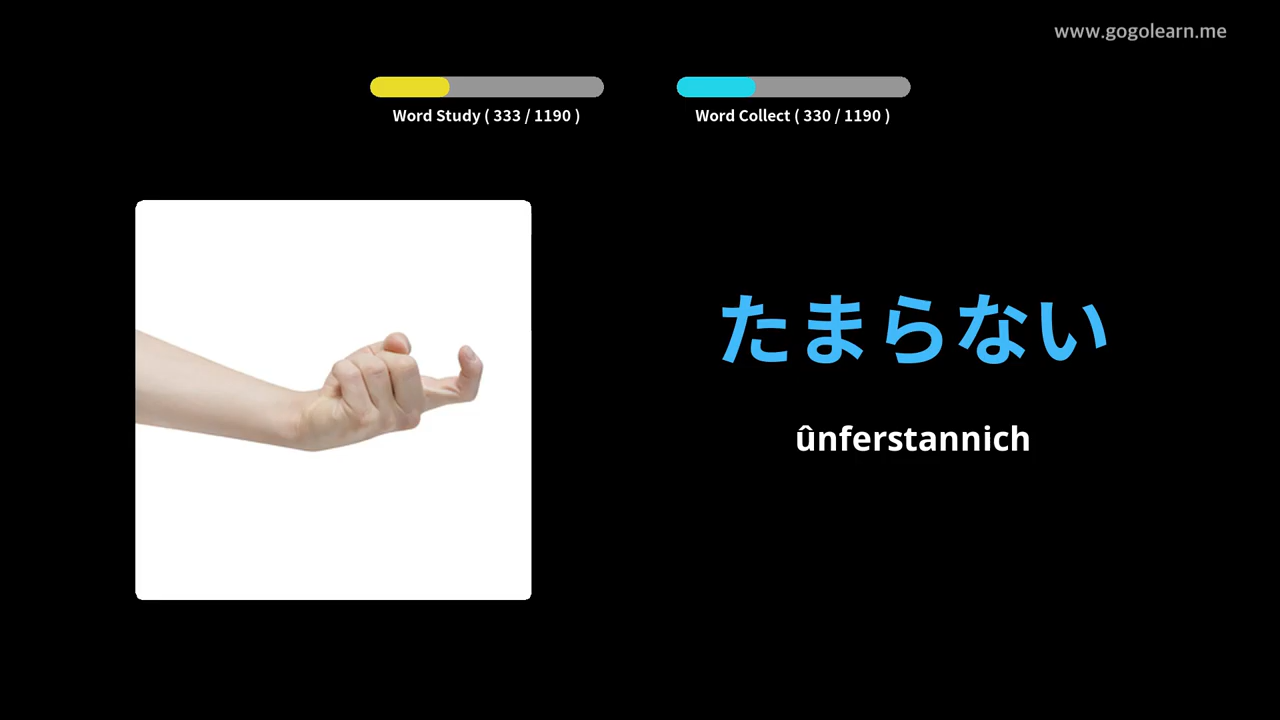 www.gogolearn.me
Word Study ( 333 / 1190 )
Word Collect ( 330 / 1190 )
たまらない
ûnferstannich